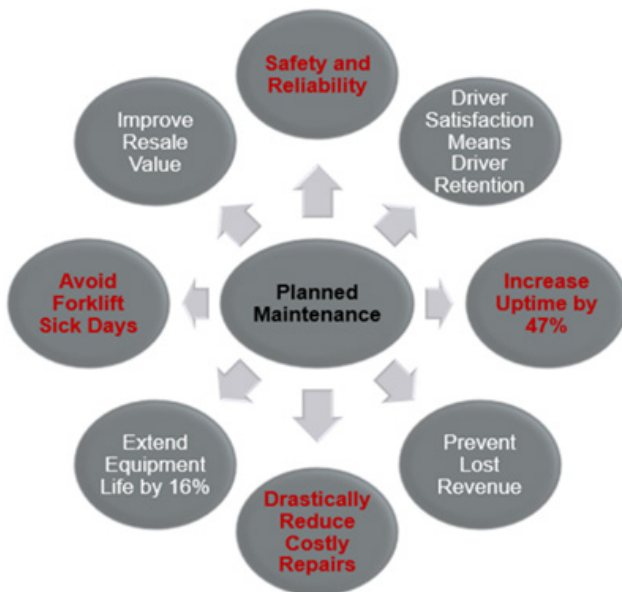 Safety and
Reliability
Driver
Satisfaction
Means
Driver
Retention
Increase
Uptime by
47%
Prevent
Lost
Revenue
Drastically
Reduce
Costly
Repairs
Extend
Equipment
Life by 16%
Avoid
Forklift
Sick Days
Improve
Resale
Value
Planned
Maintenance